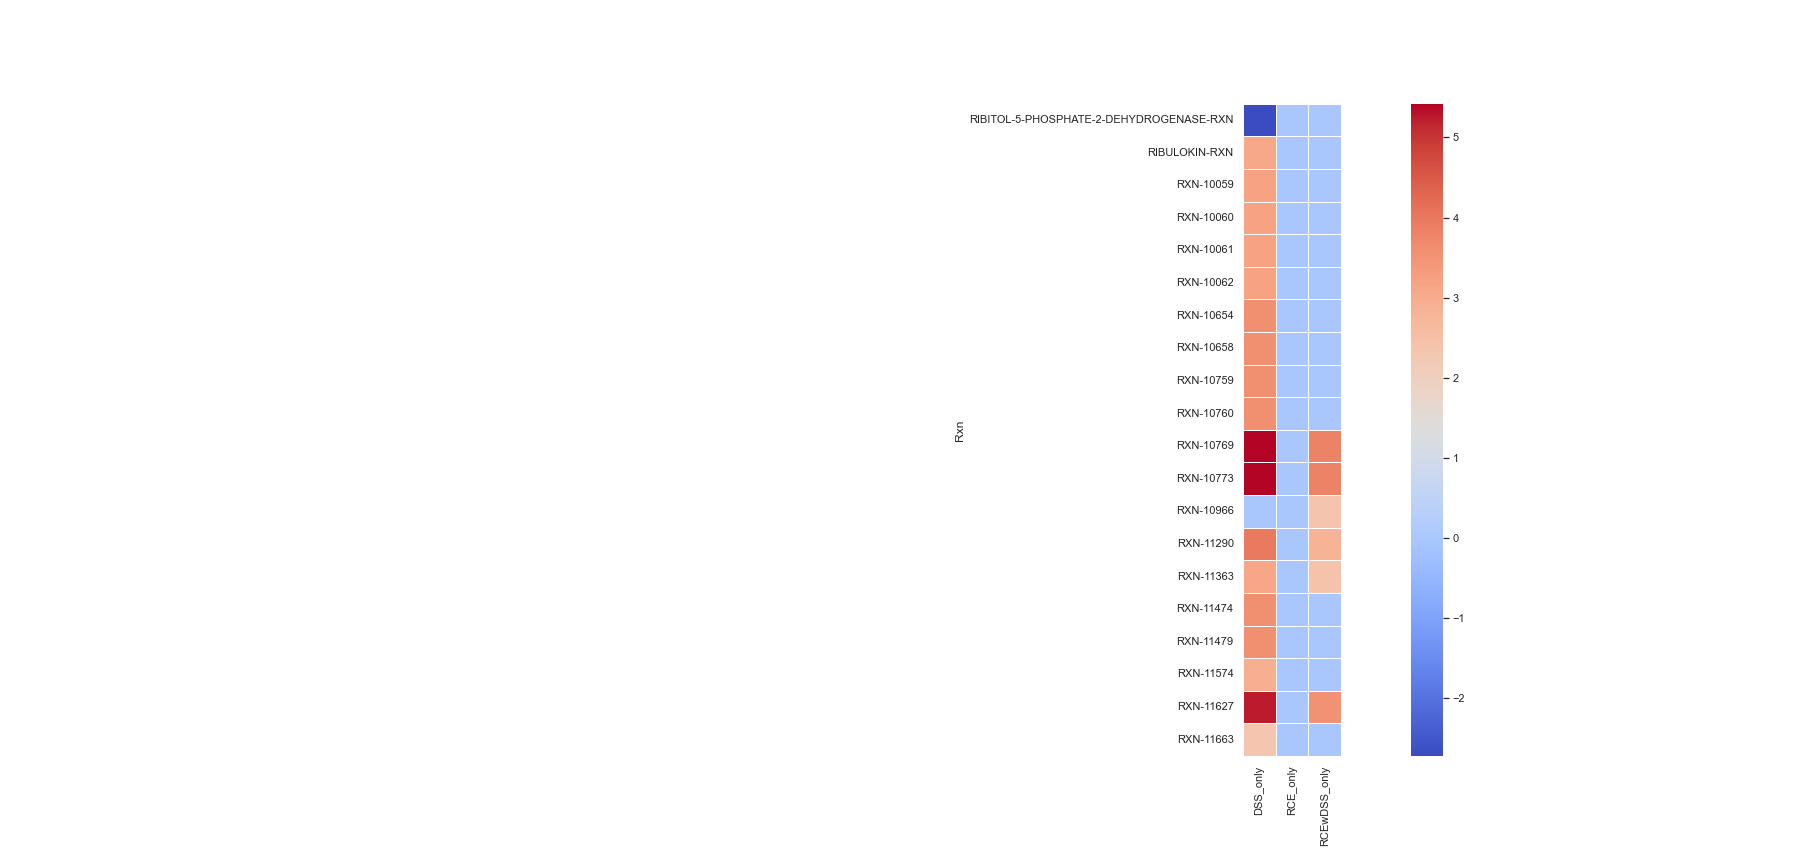 RIBITOL-5-PHOSPHATE-2-DEHYDROGENASE-RXN
RIBULOKIN-RXN
RXN-10059
RXN-10060
RXN-10061
RXN-10062
RXN-10654
RXN-10658
RXN-10759
RXN-10760
RXN-10769
RXN-10773
RXN-10966
RXN-11290
RXN-11363
RXN-11474
RXN-11479
RXN-11574
RXN-11627
RXN-11663
Rxn
DSS_only
RCE_only
RCEwDSS_only
5
4
3
2
1
0
−1
−2